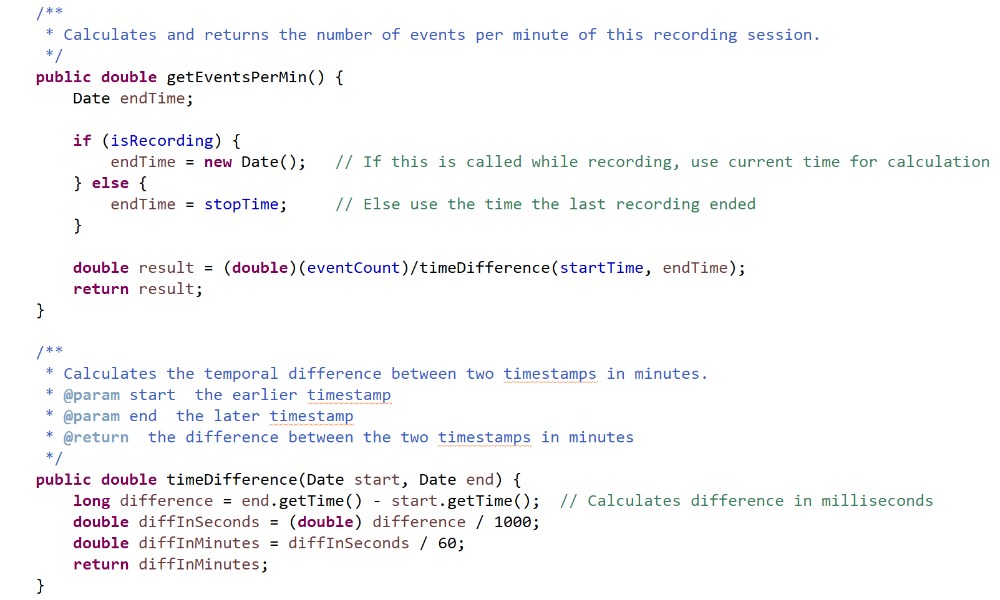 /**
 * Calculates and returns the number of events per minute of this recording session.
 */
public double getEventsPerMin() {
    Date endTime;

    if (isRecording) {
        endTime = new Date();   // If this is called while recording, use current time for calculation
    } else {
        endTime = stopTime;     // Else use the time the last recording ended
    }

    double result = (double)(eventCount)/timeDifference(startTime, endTime);
    return result;
}

/**
 * Calculates the temporal difference between two timestamps in minutes.
 * @param start  the earlier timestamp
 * @param end  the later timestamp
 * @return  the difference between the two timestamps in minutes
 */
public double timeDifference(Date start, Date end) {
    long difference = end.getTime() - start.getTime();  // Calculates difference in milliseconds
    double diffInSeconds = (double) difference / 1000;
    double diffInMinutes = diffInSeconds / 60;
    return diffInMinutes;
}